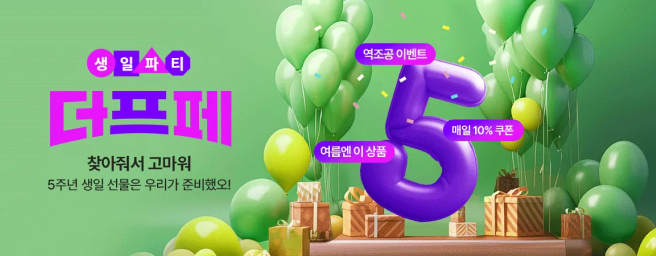 생일파티
더프페
찾아줘서 고마워
5주년 생일 선물은 우리가 준비했오!
역조공 이벤트
5
매일 10% 쿠폰
여름엔 이 상품